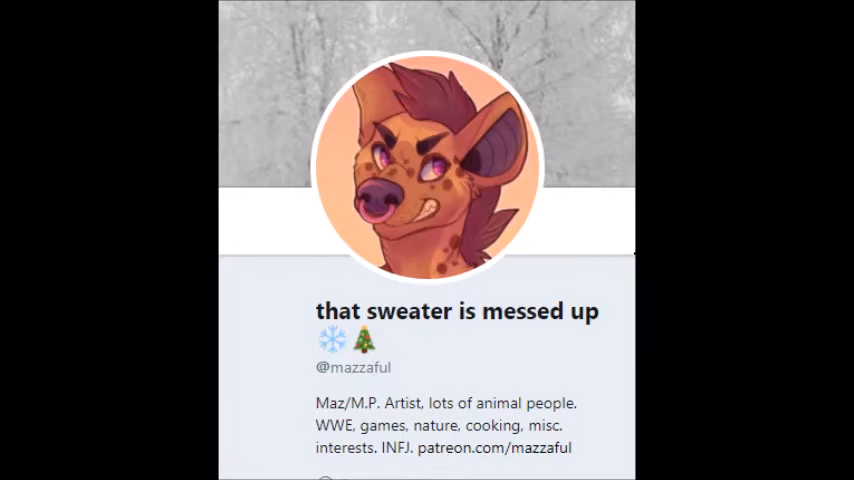 that sweater is messed up
❄️🎄
@mazzaful
Maz/M.P. Artist, lots of animal people.
WWE, games, nature, cooking, misc.
interests. INFJ. patreon.com/mazzaful